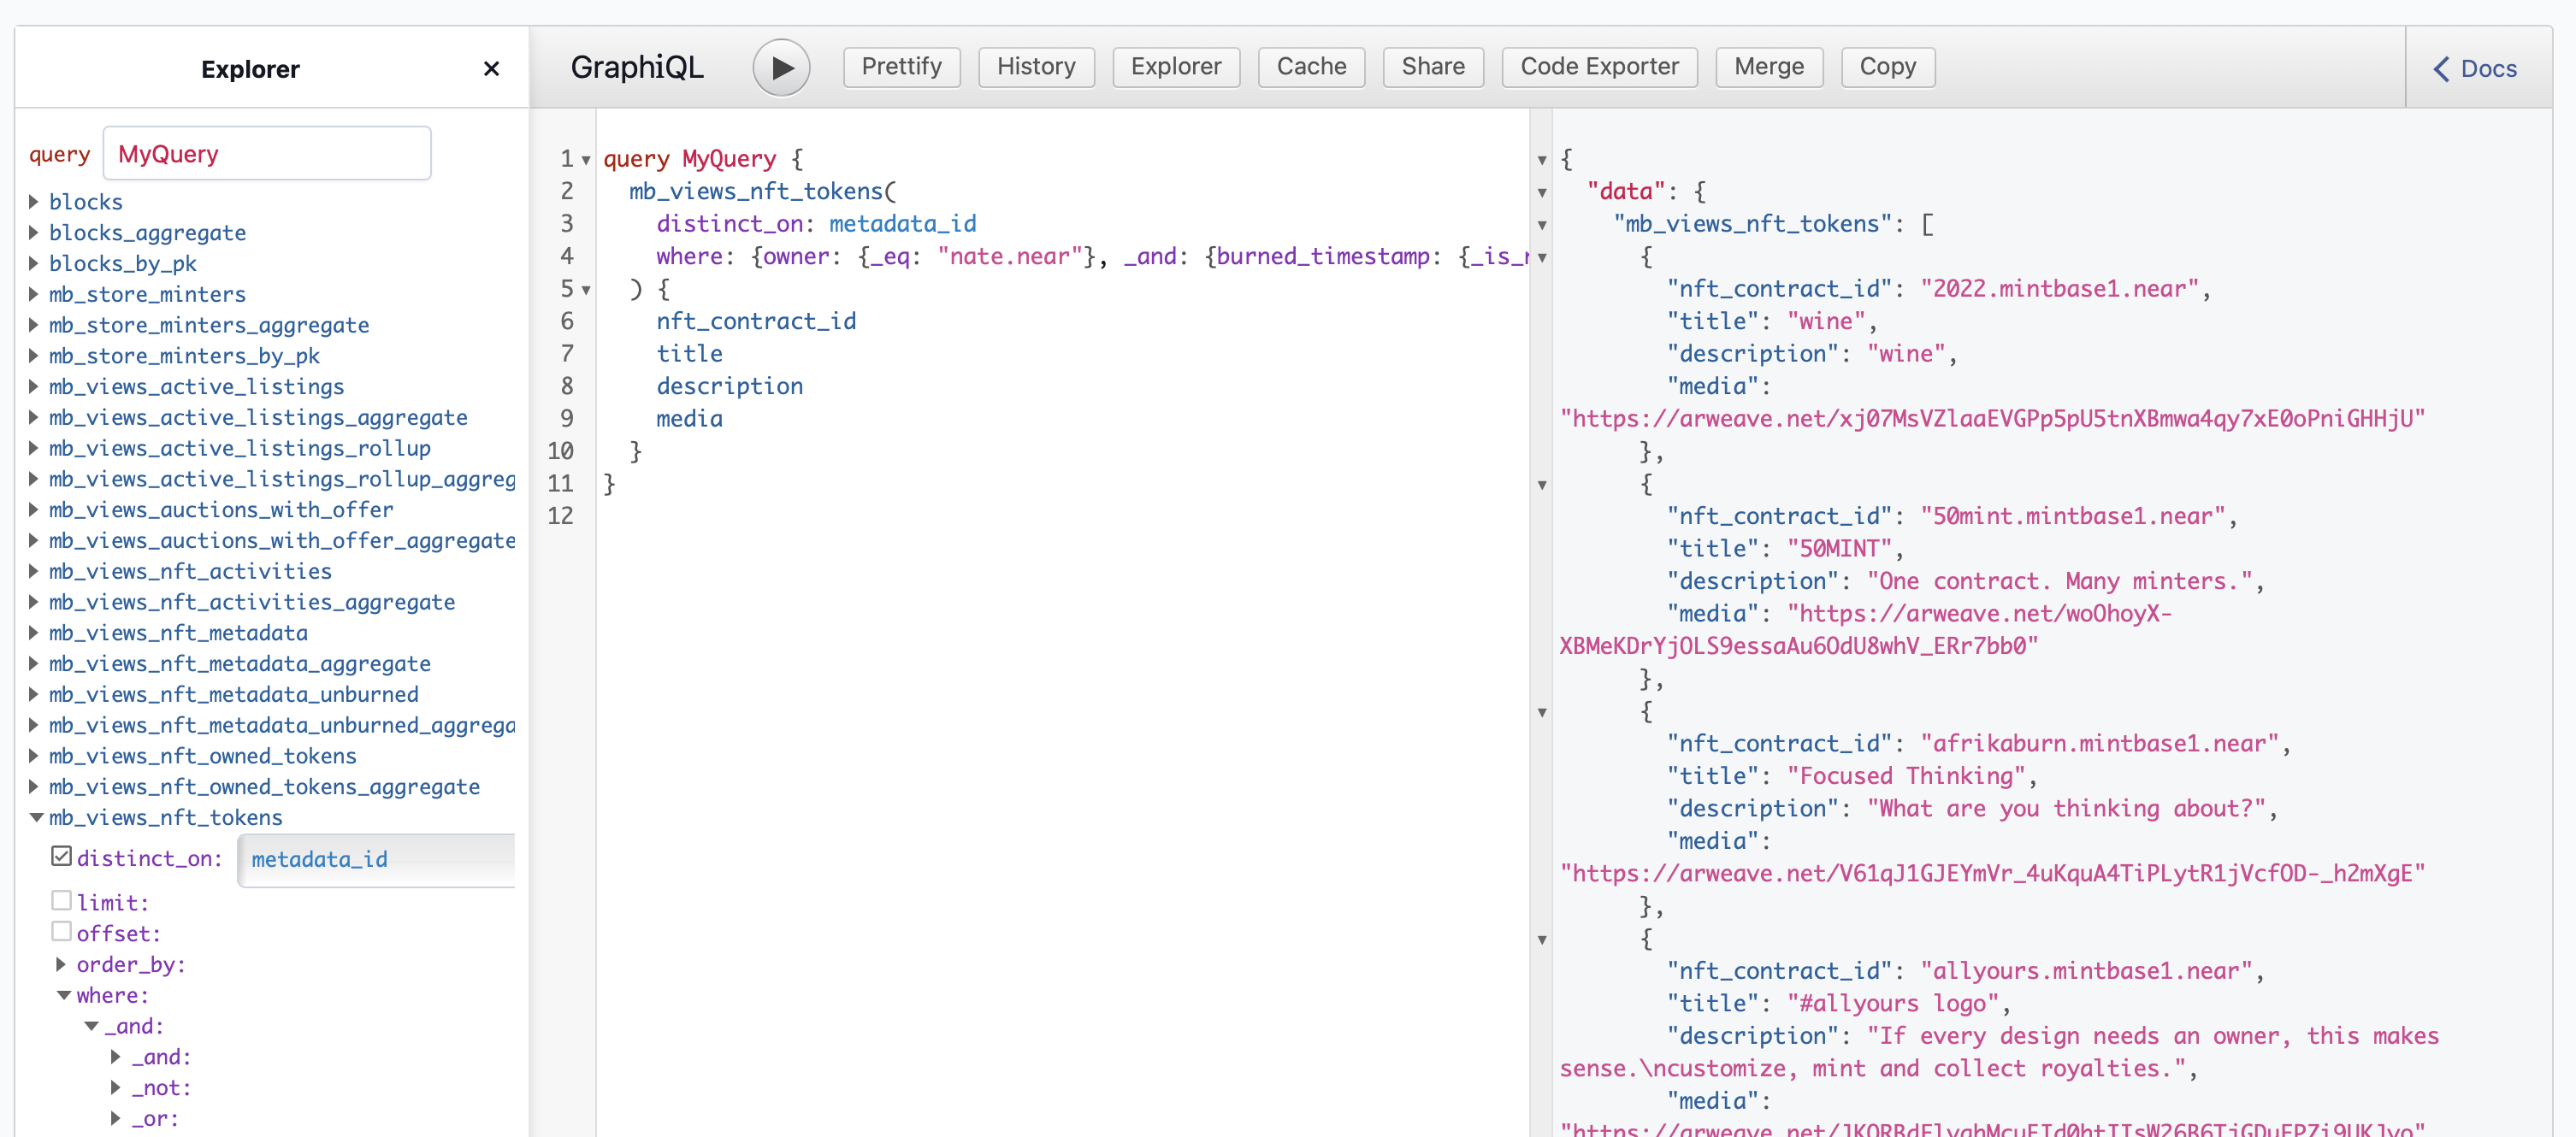 Explorer ×
query MyQuery
blocks
blocks_aggregate
blocks_by_pk
mb_store_minters
mb_store_minters_aggregate
mb_store_minters_by_pk
mb_views_active_listings
mb_views_active_listings_aggregate
mb_views_active_listings_rollup
mb_views_active_listings_rollup_aggreg
mb_views_auctions_with_offer
mb_views_auctions_with_offer_aggregate
mb_views_nft_activities
mb_views_nft_activities_aggregate
mb_views_nft_metadata
mb_views_nft_metadata_aggregate
mb_views_nft_metadata_unburned
mb_views_nft_metadata_unburned_aggrega
mb_views_nft_owned_tokens
mb_views_nft_owned_tokens_aggregate
mb_views_nft_tokens
distinct_on: metadata_id
limit:
offset:
order_by:
where:
_and:
_and:
_not:
_or:
GraphiQL Prettify History Explorer Cache Share Code Exporter Merge Copy Docs
1 query MyQuery {
2 mb_views_nft_tokens(
3 distinct_on: metadata_id
4 where: {owner: {_eq: "nate.near"}, _and: {burned_timestamp: {_is_
5 ) {
6 nft_contract_id
7 title
8 description
9 media
10 }
11 }
12
{
"data": {
"mb_views_nft_tokens": [
{
"nft_contract_id": "2022.mintbase1.near",
"title": "wine",
"description": "wine",
"media":
"https://arweave.net/xj07MsVZlaaEVGPp5pU5tnXBmwa4qy7xE0oPniGHHjU"
},
{
"nft_contract_id": "50mint.mintbase1.near",
"title": "50MINT",
"description": "One contract. Many minters.",
"media": "https://arweave.net/woOhoyX-
XBMeKDrYjOLS9essaAu6OdU8whV_ERr7bb0"
},
{
"nft_contract_id": "afrikaburn.mintbase1.near",
"title": "Focused Thinking",
"description": "What are you thinking about?",
"media":
"https://arweave.net/V61qJ1GJEYmVr_4uKquA4TiPLytR1jVcfOD-_h2mXgE"
},
{
"nft_contract_id": "allyours.mintbase1.near",
"title": "#allyours logo",
"description": "If every design needs an owner, this makes
sense.\ncustomize, mint and collect royalties.",
"media":